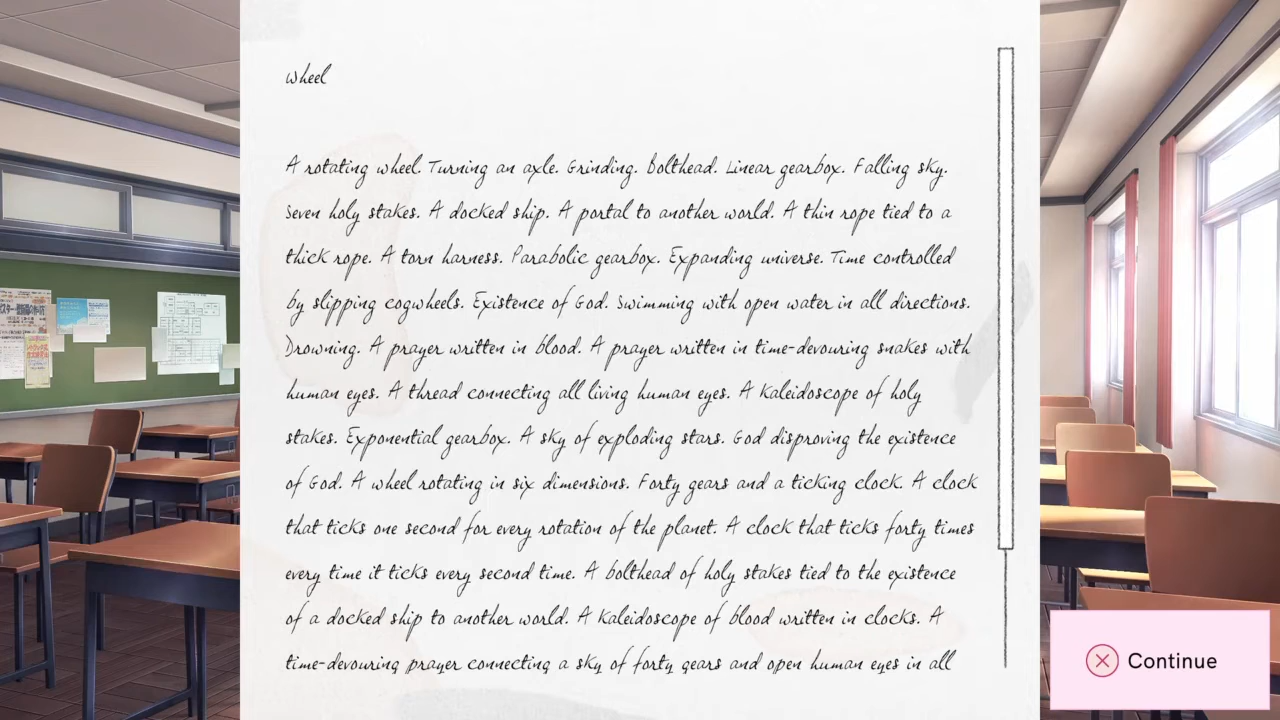 wheel
A rotating wheel. Turning an axle. Grinding. Bolthead. Linear gearbox. Falling sky.
Seven holy stakes. A docked ship. A portal to another world. A thin rope tied to a
thick rope. A torn harness. Parabolic gearbox. Expanding universe. Time controlled
by slipping cogwheels. Existence of God. Swimming with open water in all directions.
Drowning. A prayer written in blood. A prayer written in time-devouring snakes with
human eyes. A thread connecting all living human eyes. A kaleidoscope of holy
stakes. Exponential gearbox. A sky of exploding stars. God disproving the existence
of God. A wheel rotating in six dimensions. Forty gears and a ticking clock. A clock
that ticks one second for every rotation of the planet. A clock that ticks forty times
every time it ticks every second time. A bolthead of holy stakes tied to the existence
of a docked ship to another world. A kaleidoscope of blood written in clocks. A
time-devouring prayer connecting a sky of forty gears and open human eyes in all
Continue